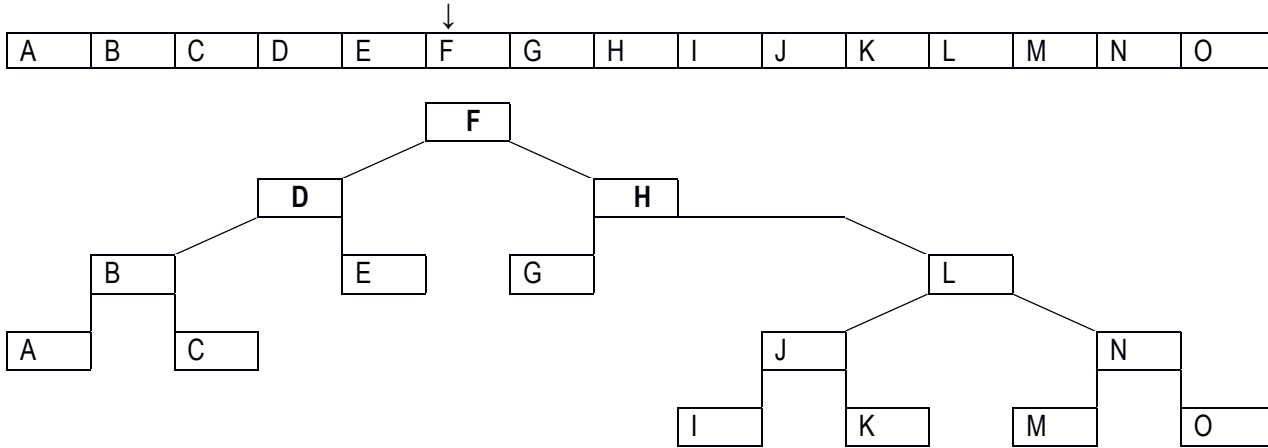 ↓
A B C D E F G H I J K L M N O
F
D H
B E G L
A C J N
I K M O